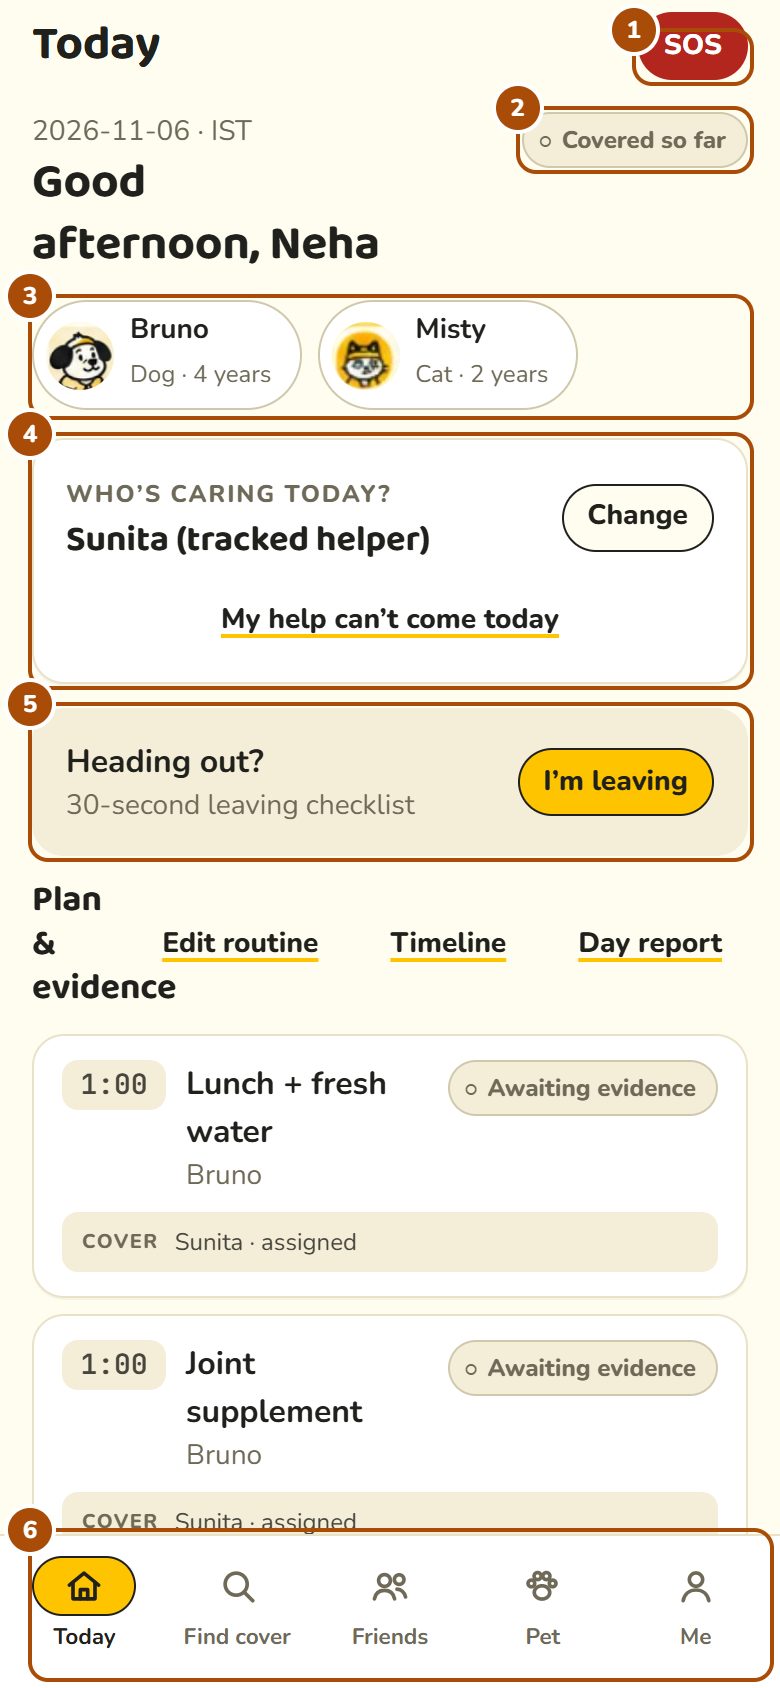 Today
1
SOS
2
2026-11-06 · IST
Covered so far
Good
afternoon, Neha
3
Bruno
Dog · 4 years
Misty
Cat · 2 years
4
WHO’S CARING TODAY?
Sunita (tracked helper)
Change
My help can’t come today
5
Heading out?
30-second leaving checklist
I’m leaving
Plan
&
evidence
Edit routine
Timeline
Day report
1:00
Lunch + fresh
water
Bruno
Awaiting evidence
COVER Sunita · assigned
1:00
Joint
supplement
Bruno
Awaiting evidence
COVER Sunita · assigned
6
Today
Find cover
Friends
Pet
Me